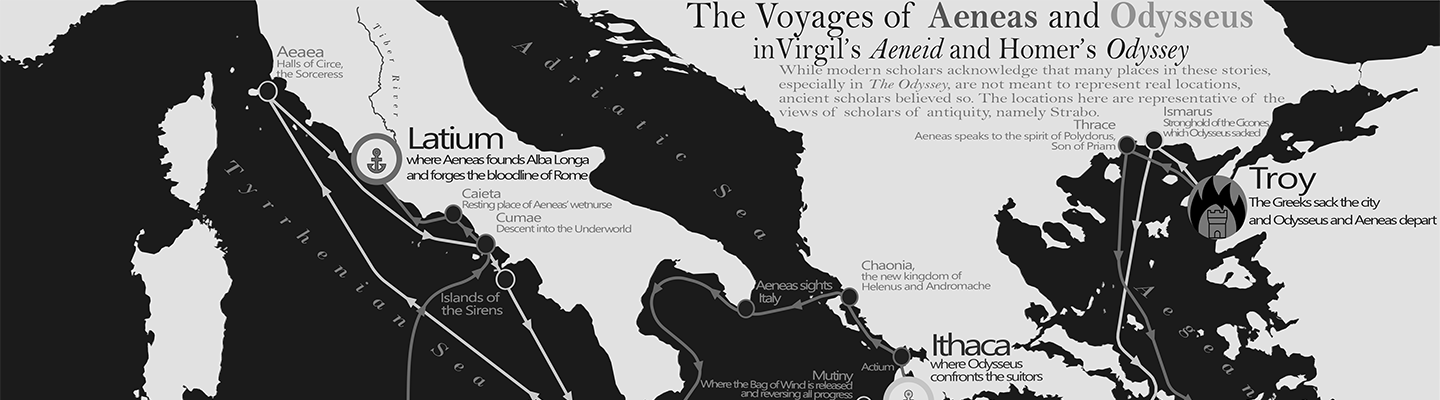 The Voyages of Aeneas and Odysseus
in Virgil's Aeneid and Homer's Odyssey
While modern scholars acknowledge that many places in these stories,
especially in The Odyssey, are not meant to represent real locations,
ancient scholars believed so. The locations here are representative of the
views of scholars of antiquity, namely Strabo.
Aeaea
Halls of Circe,
the Sorceress
Tiber River
Adriatic Sea
Latium
where Aeneas founds Alba Longa
and forges the bloodline of Rome
Caieta
Resting place of Aeneas' wetnurse
Cumae
Descent into the Underworld
Tyrrhenian Sea
Islands of
the Sirens
Ismarus
Stronghold of the Cicones,
which Odysseus sacked
Thrace
Aeneas speaks to the spirit of Polydorus,
Son of Priam
Troy
The Greeks sack the city
and Odysseus and Aeneas depart
Chaonia,
the new kingdom of
Helenus and Andromache
Aeneas sights
Italy
Aegean
Ithaca
where Odysseus
confronts the suitors
Actium
Mutiny
Where the Bag of Wind is released
and reversing all progress